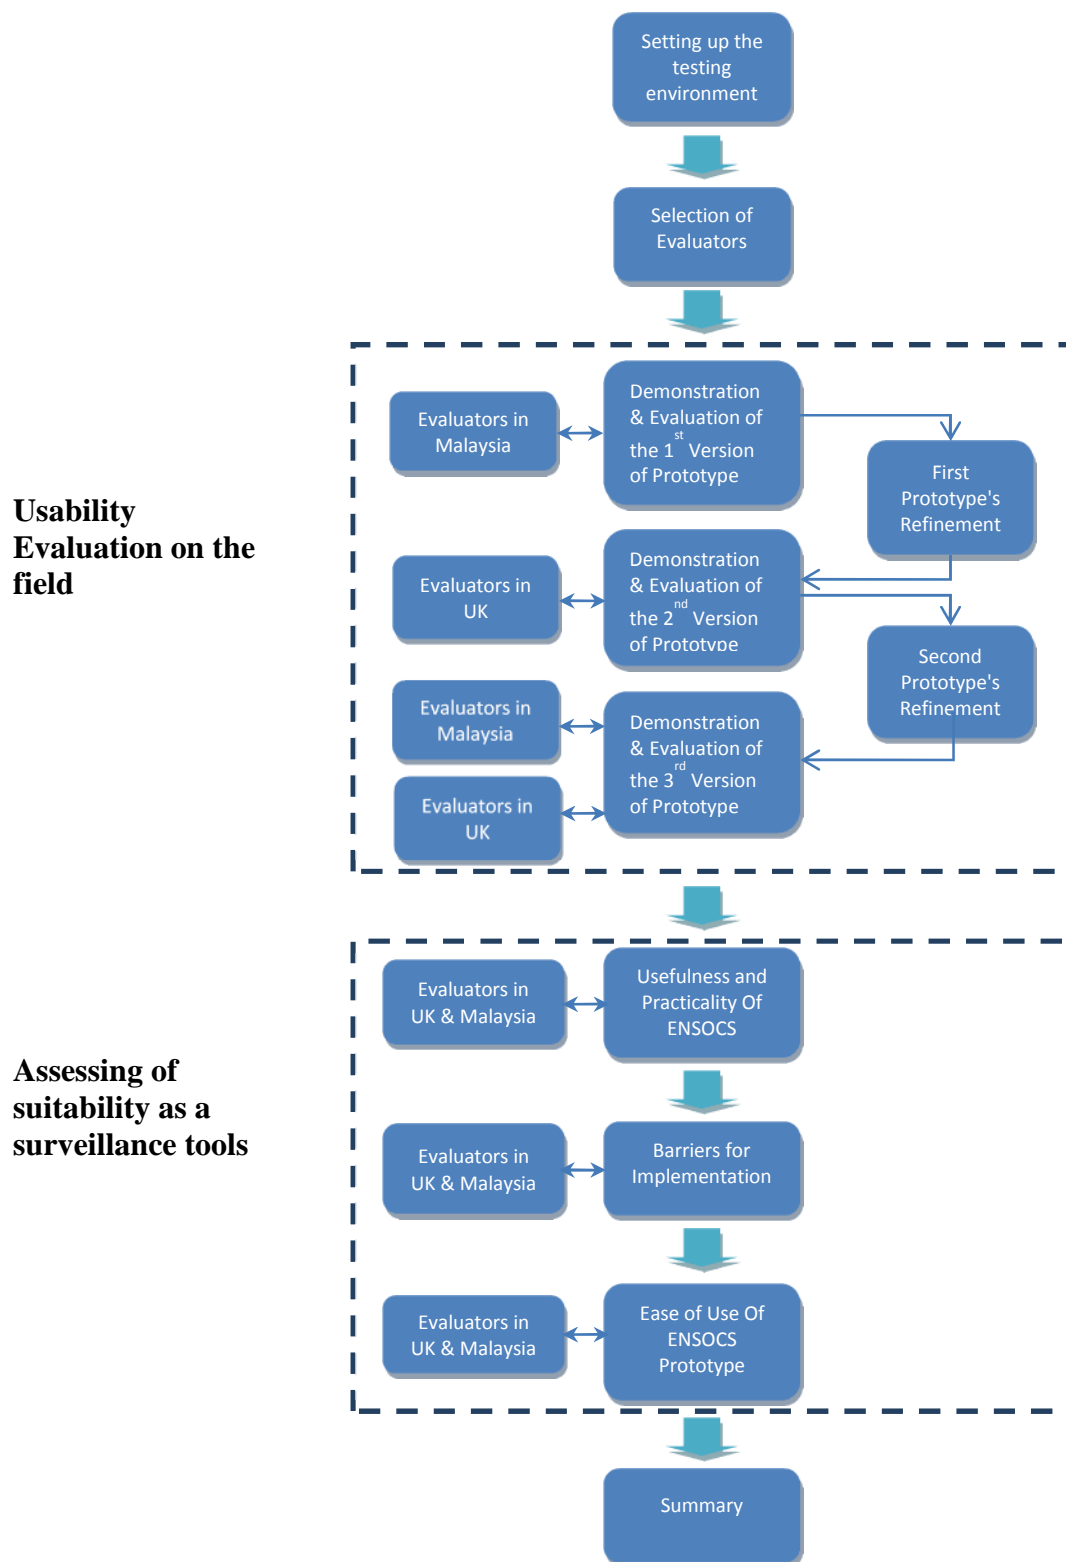 Setting up the
testing
environment
Selection of
Evaluators
Usability
Evaluation on the
field
Evaluators in
Malaysia
Demonstration
& Evaluation of
the 1st Version
of Prototype
First
Prototype's
Refinement
Evaluators in
UK
Demonstration
& Evaluation of
the 2nd Version
of Prototype
Second
Prototype's
Refinement
Evaluators in
Malaysia
Evaluators in
UK
Demonstration
& Evaluation of
the 3rd Version
of Prototype
Assessing of
suitability as a
surveillance tools
Evaluators in
UK & Malaysia
Usefulness and
Practicality Of
ENSOCS
Evaluators in
UK & Malaysia
Barriers for
Implementation
Evaluators in
UK & Malaysia
Ease of Use Of
ENSOCS
Prototype
Summary